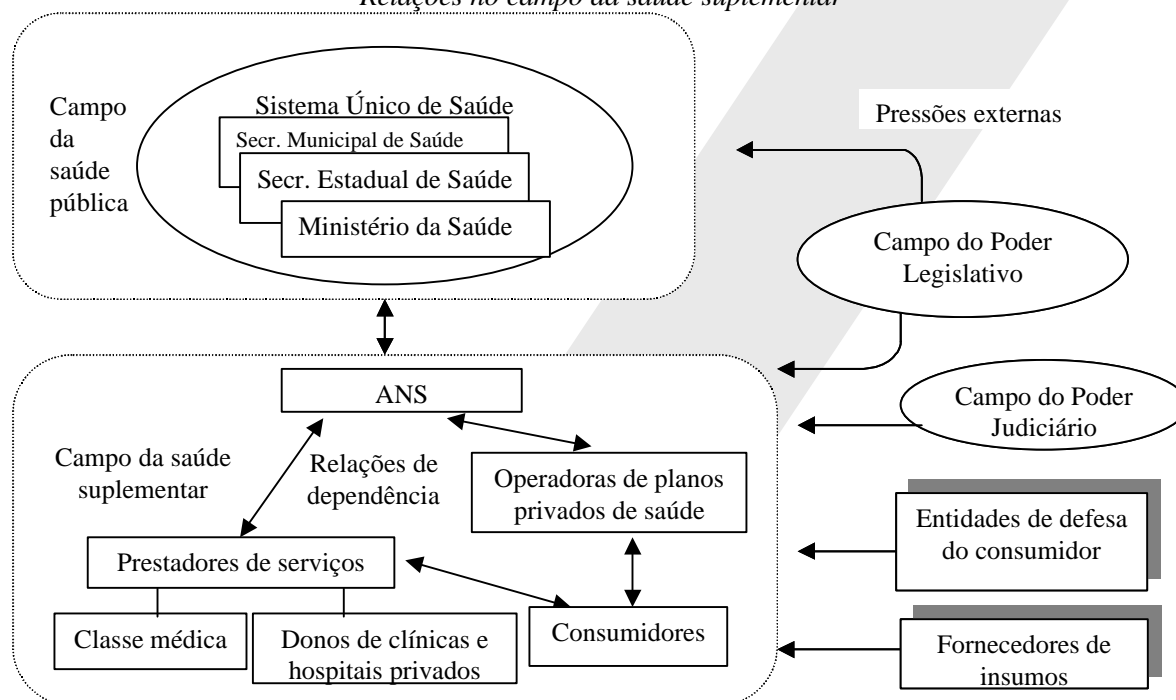 Relações no campo da saúde suplementar
Campo
da
saúde
pública
Sistema Único de Saúde
Secr. Municipal de Saúde
Secr. Estadual de Saúde
Ministério da Saúde
Pressões externas
Campo do Poder
Legislativo
ANS
Campo do Poder
Judiciário
Campo da saúde
suplementar
Relações de
dependência
Operadoras de planos
privados de saúde
Entidades de defesa
do consumidor
Prestadores de serviços
Classe médica
Donos de clínicas e
hospitais privados
Consumidores
Fornecedores de
insumos